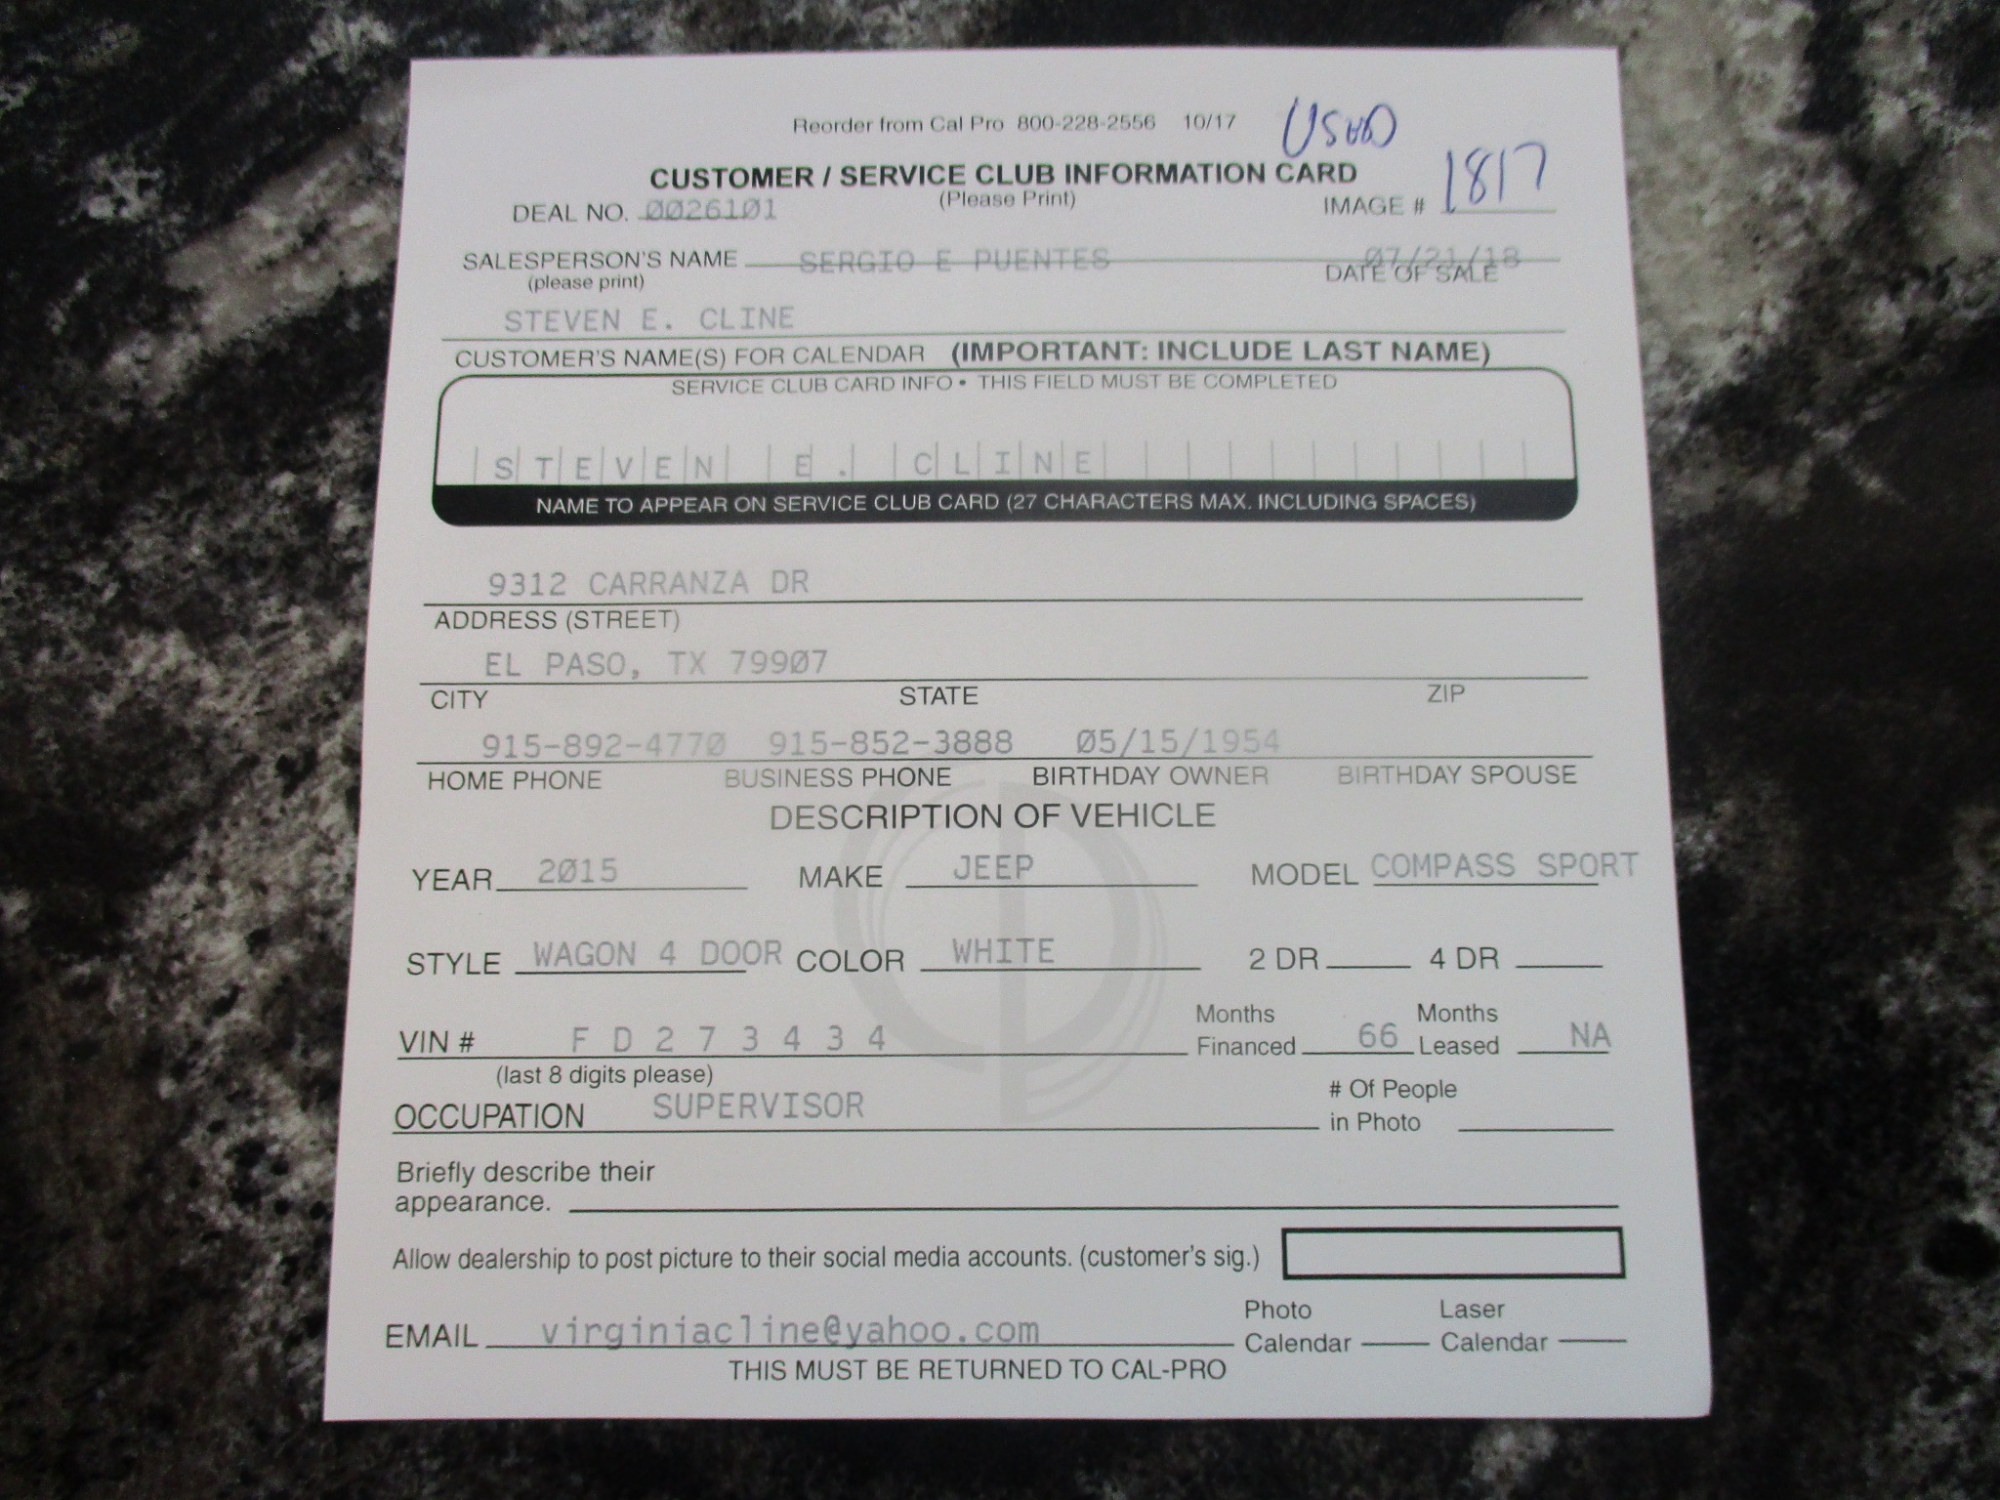 Reorder from Cal Pro 800-228-2556 10/17 USED
CUSTOMER / SERVICE CLUB INFORMATION CARD
(Please Print)
DEAL NO. 0026101 IMAGE # 1817
SALESPERSON'S NAME SERGIO E PUENTES 07/21/18
(please print) DATE OF SALE
STEVEN E. CLINE
CUSTOMER'S NAME(S) FOR CALENDAR (IMPORTANT: INCLUDE LAST NAME)
SERVICE CLUB CARD INFO • THIS FIELD MUST BE COMPLETED
STEVEN E. CLINE
NAME TO APPEAR ON SERVICE CLUB CARD (27 CHARACTERS MAX. INCLUDING SPACES)
9312 CARRANZA DR
ADDRESS (STREET)
EL PASO, TX 79907
CITY STATE ZIP
915-892-4770 915-852-3888 05/15/1954
HOME PHONE BUSINESS PHONE BIRTHDAY OWNER BIRTHDAY SPOUSE
DESCRIPTION OF VEHICLE
YEAR 2015 MAKE JEEP MODEL COMPASS SPORT
STYLE WAGON 4 DOOR COLOR WHITE 2 DR 4 DR
VIN # F D 2 7 3 4 3 4 Months Financed 66 Months Leased NA
(last 8 digits please)
OCCUPATION SUPERVISOR # Of People in Photo
Briefly describe their
appearance.
Allow dealership to post picture to their social media accounts. (customer's sig.)
EMAIL virginiacline@yahoo.com Photo Calendar Laser Calendar
THIS MUST BE RETURNED TO CAL-PRO